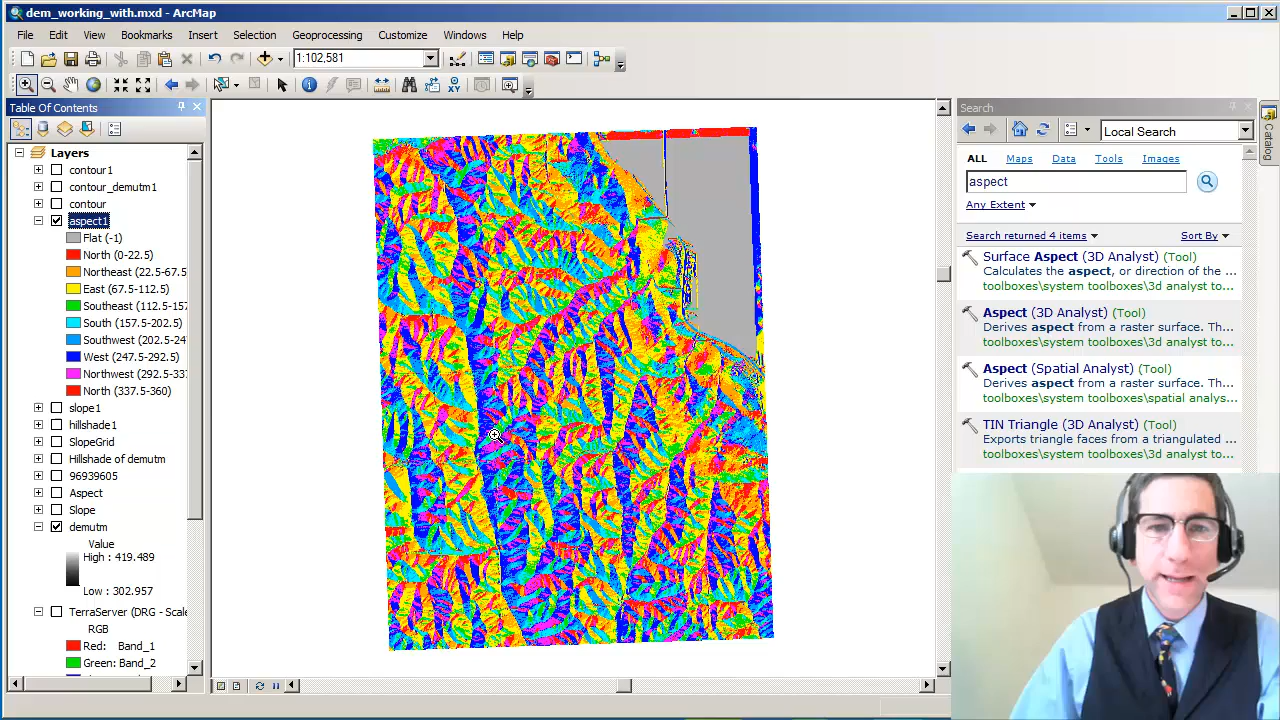 dem_working_with.mxd - ArcMap
File Edit View Bookmarks Insert Selection Geoprocessing Customize Windows Help
1:102,581
Table Of Contents
Layers
contour1
contour_demutm1
contour
aspect1
Flat (-1)
North (0-22.5)
Northeast (22.5-67.5
East (67.5-112.5)
Southeast (112.5-15
South (157.5-202.5)
Southwest (202.5-24
West (247.5-292.5)
Northwest (292.5-33
North (337.5-360)
slope1
hillshade1
SlopeGrid
Hillshade of demutm
96939605
Aspect
Slope
demutm
Value
High : 419.489
Low : 302.957
TerraServer (DRG - Scale
RGB
Red: Band_1
Green: Band_2
Search
Local Search
ALL Maps Data Tools Images
aspect
Any Extent
Search returned 4 items Sort By
Surface Aspect (3D Analyst) (Tool)
Calculates the aspect, or direction of the ...
toolboxes\system toolboxes\3d analyst to...
Aspect (3D Analyst) (Tool)
Derives aspect from a raster surface. Th...
toolboxes\system toolboxes\3d analyst to...
Aspect (Spatial Analyst) (Tool)
Derives aspect from a raster surface. Th...
toolboxes\system toolboxes\spatial analys...
TIN Triangle (3D Analyst) (Tool)
Exports triangle faces from a triangulated ...
toolboxes\system toolboxes\3d analyst to...
Catalog